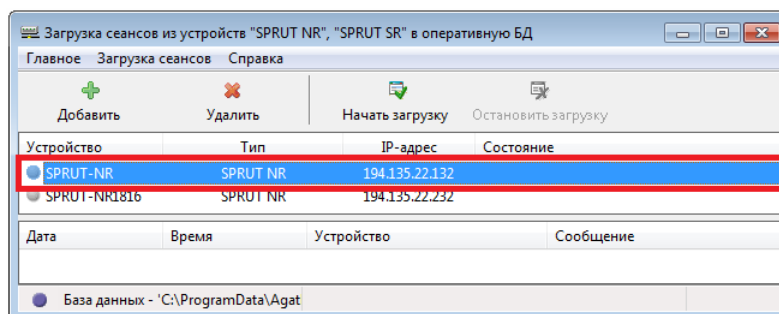 Загрузка сеансов из устройств "SPRUT NR", "SPRUT SR" в оперативную БД
Главное Загрузка сеансов Справка
Добавить Удалить Начать загрузку Остановить загрузку
Устройство Тип IP-адрес Состояние
SPRUT-NR SPRUT NR 194.135.22.132
SPRUT-NR1816 SPRUT NR 194.135.22.232
Дата Время Устройство Сообщение
База данных - 'C:\ProgramData\Agat